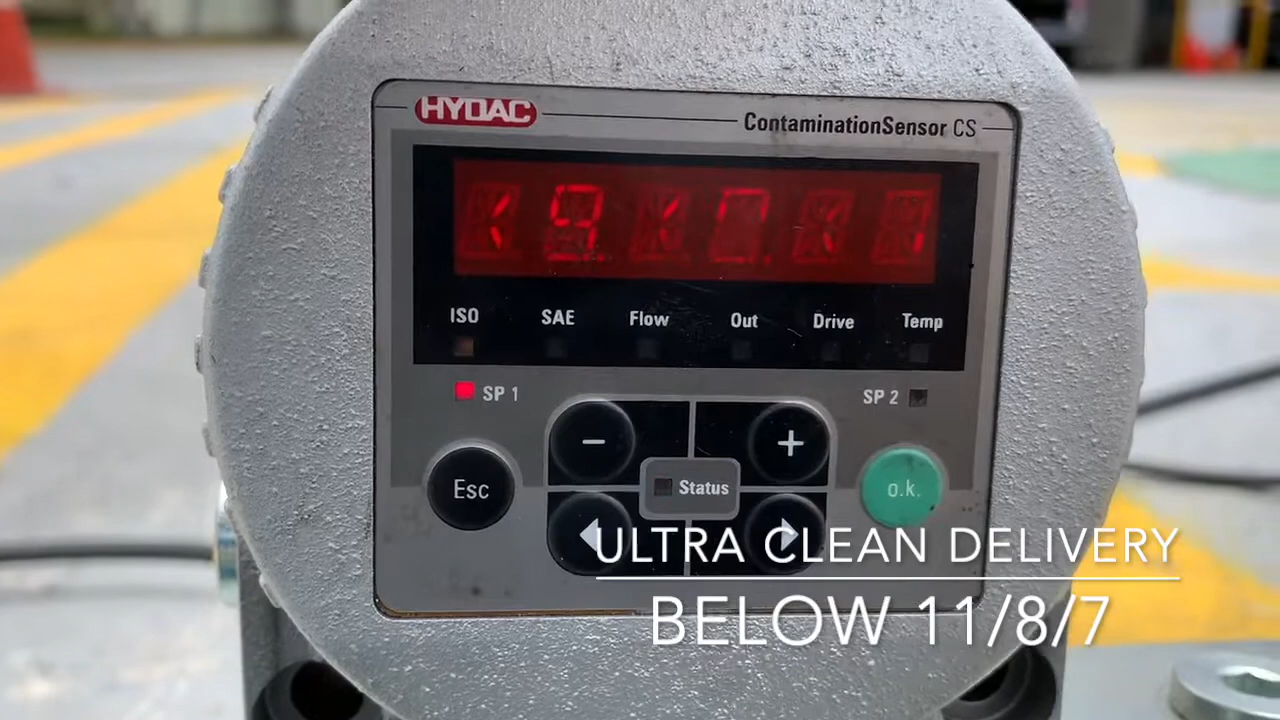 HYDAC
ContaminationSensor CS
ISO SAE Flow Out Drive Temp
SP 1
SP 2
− +
Esc
Status
o.k.
ULTRA CLEAN DELIVERY
BELOW 11/8/7